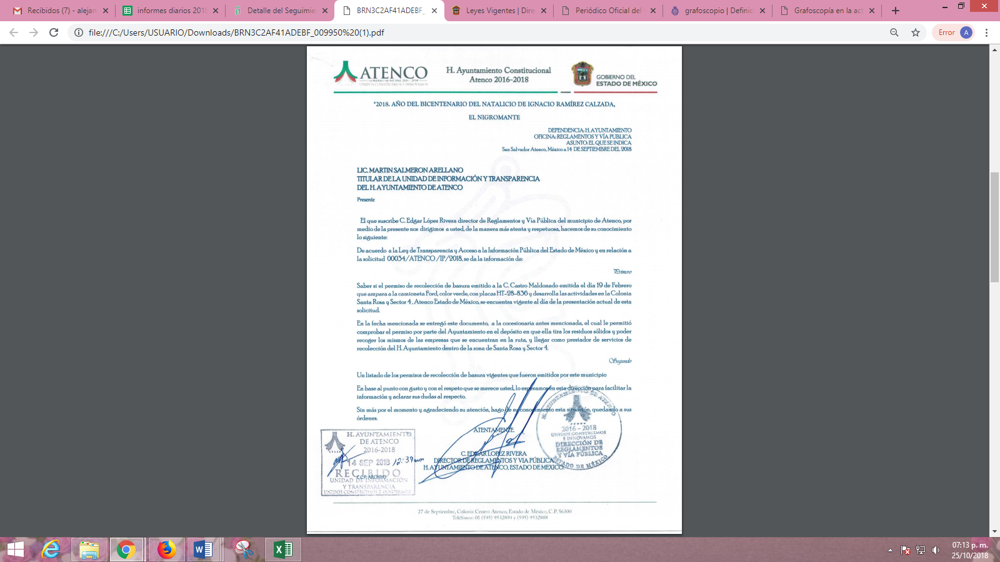 Recibidos (7) - alejan
informes diarios 2018
Detalle del Seguimie
BRN3C2AF41ADEBF_
Leyes Vigentes | Dire
Periódico Oficial del
grafoscopio | Definic
Grafoscopía en la act
file:///C:/Users/USUARIO/Downloads/BRN3C2AF41ADEBF_009950%20(1).pdf
Error A
ATENCO
GOBIERNO MUNICIPAL 2016 - 2018
UNIDOS CONSTRUIMOS E INNOVAMOS
H. Ayuntamiento Constitucional
Atenco 2016-2018
GOBIERNO DEL
ESTADO DE MÉXICO
"2018. AÑO DEL BICENTENARIO DEL NATALICIO DE IGNACIO RAMÍREZ CALZADA,
EL NIGROMANTE
DEPENDENCIA: H. AYUNTAMIENTO
OFICINA: REGLAMENTOS Y VÍA PUBLICA
ASUNTO: EL QUE SE INDICA
San Salvador Atenco, México a 14 DE SEPTIEMBRE DEL 2018
LIC. MARTIN SALMERON ARELLANO
TITULAR DE LA UNIDAD DE INFORMACIÓN Y TRANSPARENCIA
DEL H. AYUNTAMIENTO DE ATENCO
Presente
El que suscribe C. Edgar López Rivera director de Reglamentos y Vía Pública del municipio de Atenco, por
medio de la presente nos dirigimos a usted, de la manera más atenta y respetuosa, hacemos de su conocimiento
lo siguiente:
De acuerdo a la Ley de Transparencia y Acceso a la Información Pública del Estado de México y en relación a
la solicitud 00034/ATENCO /IP/2018, se da la información de:
Primero
Saber si el permiso de recolección de basura emitido a la C. Castro Maldonado emitida el día 19 de Febrero
que ampara a la camioneta Ford, color verde, con placas HT-28-836 y desarrolla las actividades en la Colonia
Santa Rosa y Sector 4, Atenco Estado de México, se encuentra vigente al día de la presentación actual de esta
solicitud.
En la fecha mencionada se entregó este documento, a la cocesionaria antes mencionada, el cual le permitió
comprobar el permiso por parte del Ayuntamiento en el depósito en que ella tira los residuos sólidos y poder
recoger los mismos de las empresas que se encuentran en la ruta, y llegar como prestador de servicios de
recolección del H. Ayuntamiento dentro de la zona de Santa Rosa y Sector 4.
Segundo
Un listado de los permisos de recolección de basura vigentes que fueron emitidos por este municipio
En base al punto con gusto y con el respeto que se merece usted, lo esperamos en esta dirección para facilitar la
información y aclarar sus dudas al respecto.
Sin más por el momento y agradeciendo su atención, hago de su conocimiento esta situación, quedando a sus
órdenes.
ATENTAMENTE.
C. EDGAR LOPEZ RIVERA
DIRECTOR DE REGLAMENTOS Y VIA PÚBLICA
H. AYUNTAMIENTO DE ATENCO, ESTADO DE MEXICO.
H. AYUNTAMIENTO DE ATENCO
2016 - 2018
UNIDOS CONSTRUIMOS
E INNOVAMOS
DIRECCIÓN DE
REGLAMENTOS
Y VÍA PÚBLICA
ESTADO DE MÉXICO
H. AYUNTAMIENTO
DE ATENCO
2016-2018
14 SEP 2018 12:39am
RECIBIDO
C.C.P. ARCHIVO
UNIDAD DE INFORMACIÓN
Y TRANSPARENCIA
UNIDOS CONSTRUIMOS E INNOVAMOS
27 de Septiembre, Colonia Centro Atenco, Estado de México, C.P. 56300
Teléfonos: 01 (595) 9532894 y (595) 9532888
07:13 p. m.
25/10/2018